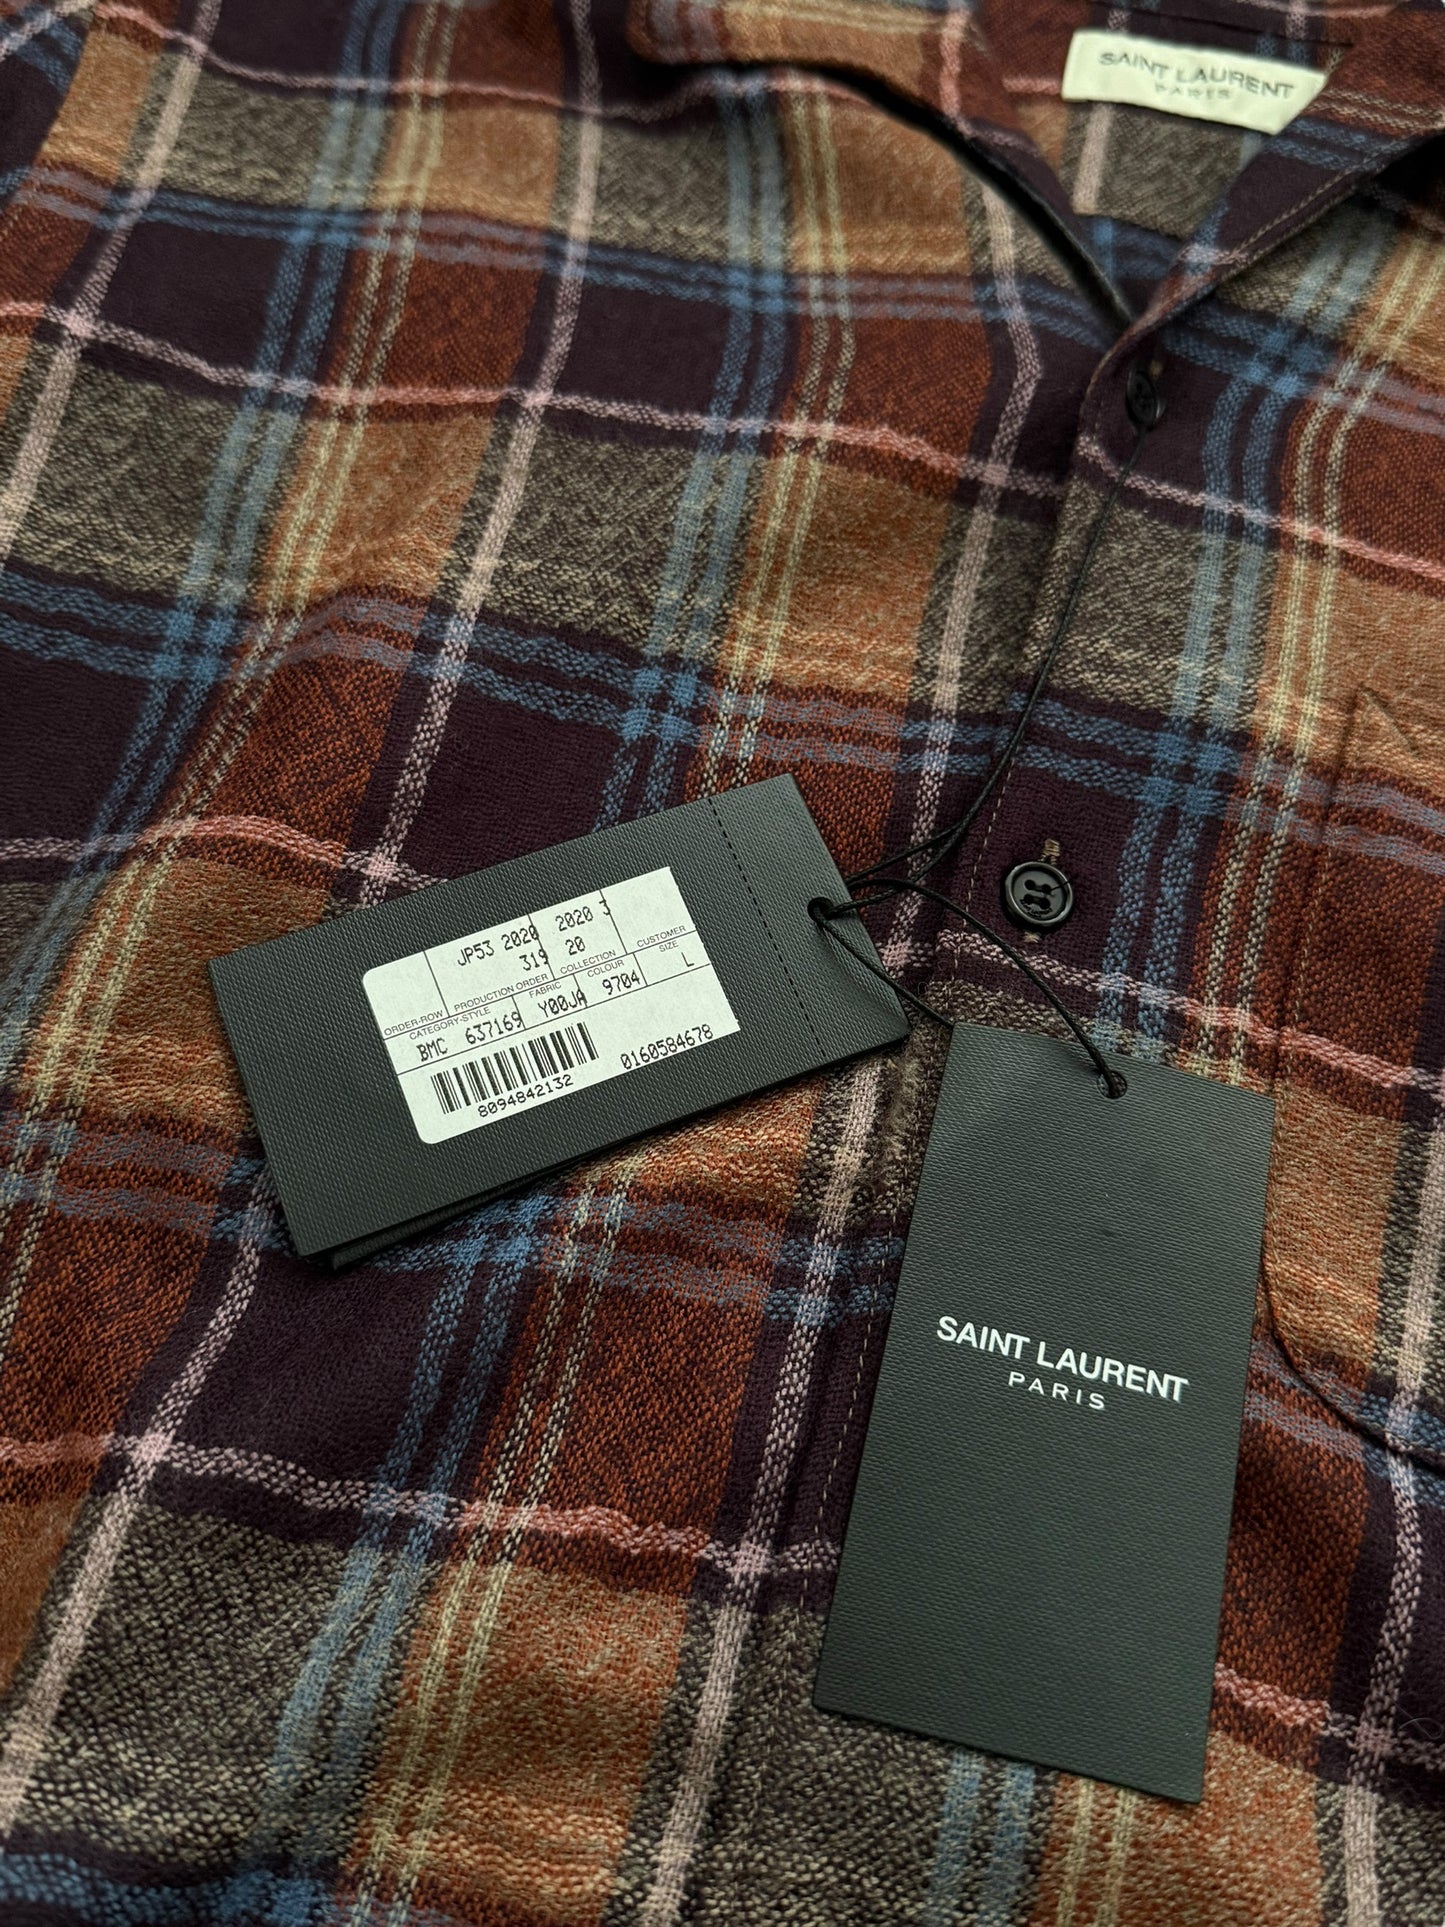 SAINT LAURENT
PARIS
JP53 2020 2020 3
319 20
ORDER-ROW PRODUCTION ORDER COLLECTION CUSTOMER
CATEGORY-STYLE FABRIC COLOUR SIZE
BMC 637169 Y00JA 9704 L
8094842132 0160584678
SAINT LAURENT
PARIS